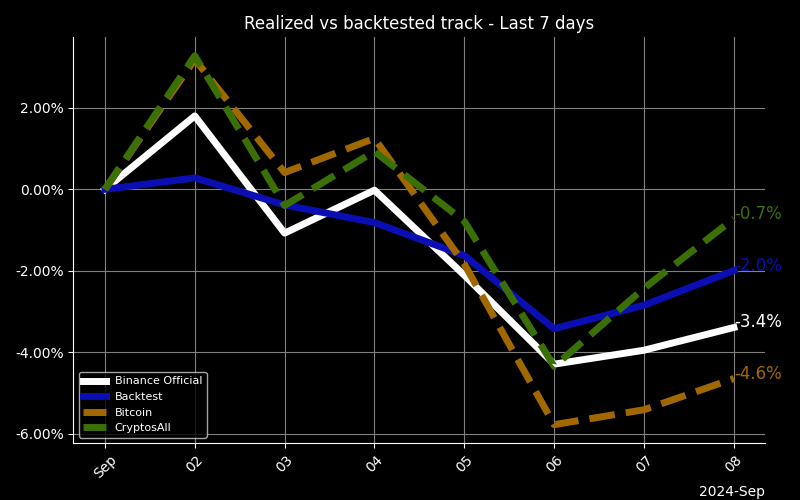 Realized vs backtested track - Last 7 days
2.00%
0.00%
-2.00%
-4.00%
-6.00%
-0.7%
-2.0%
-3.4%
-4.6%
Binance Official
Backtest
Bitcoin
CryptosAll
Sep
02
03
04
05
06
07
08
2024-Sep